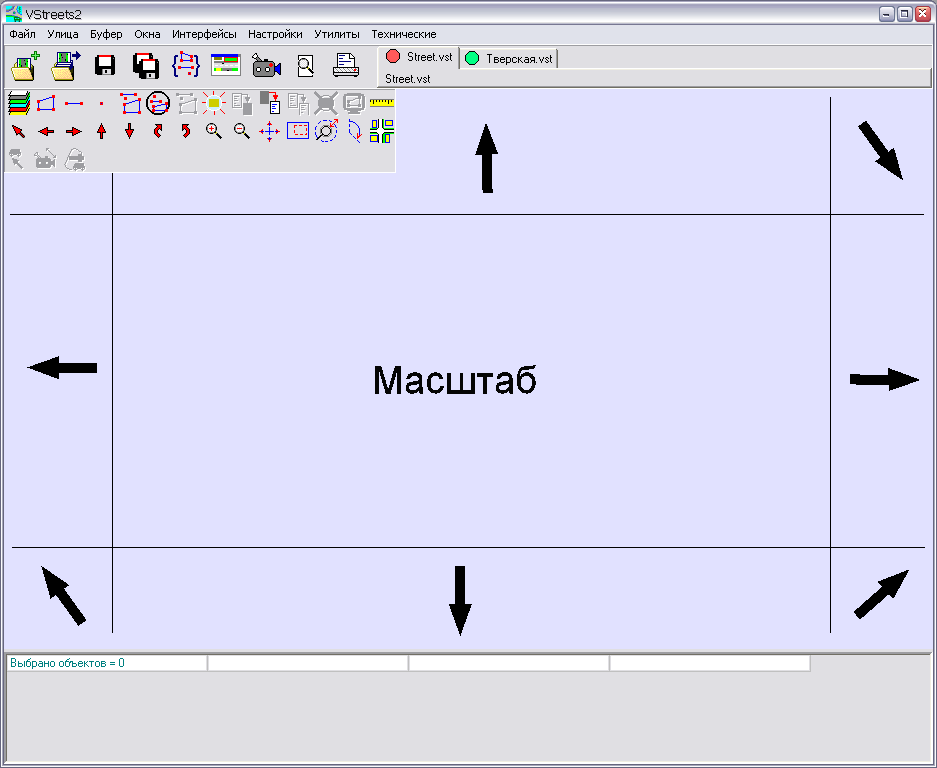 VStreets2
Файл Улица Буфер Окна Интерфейсы Настройки Утилиты Технические
Street.vst Тверская.vst
Street.vst
Масштаб
Выбрано объектов = 0